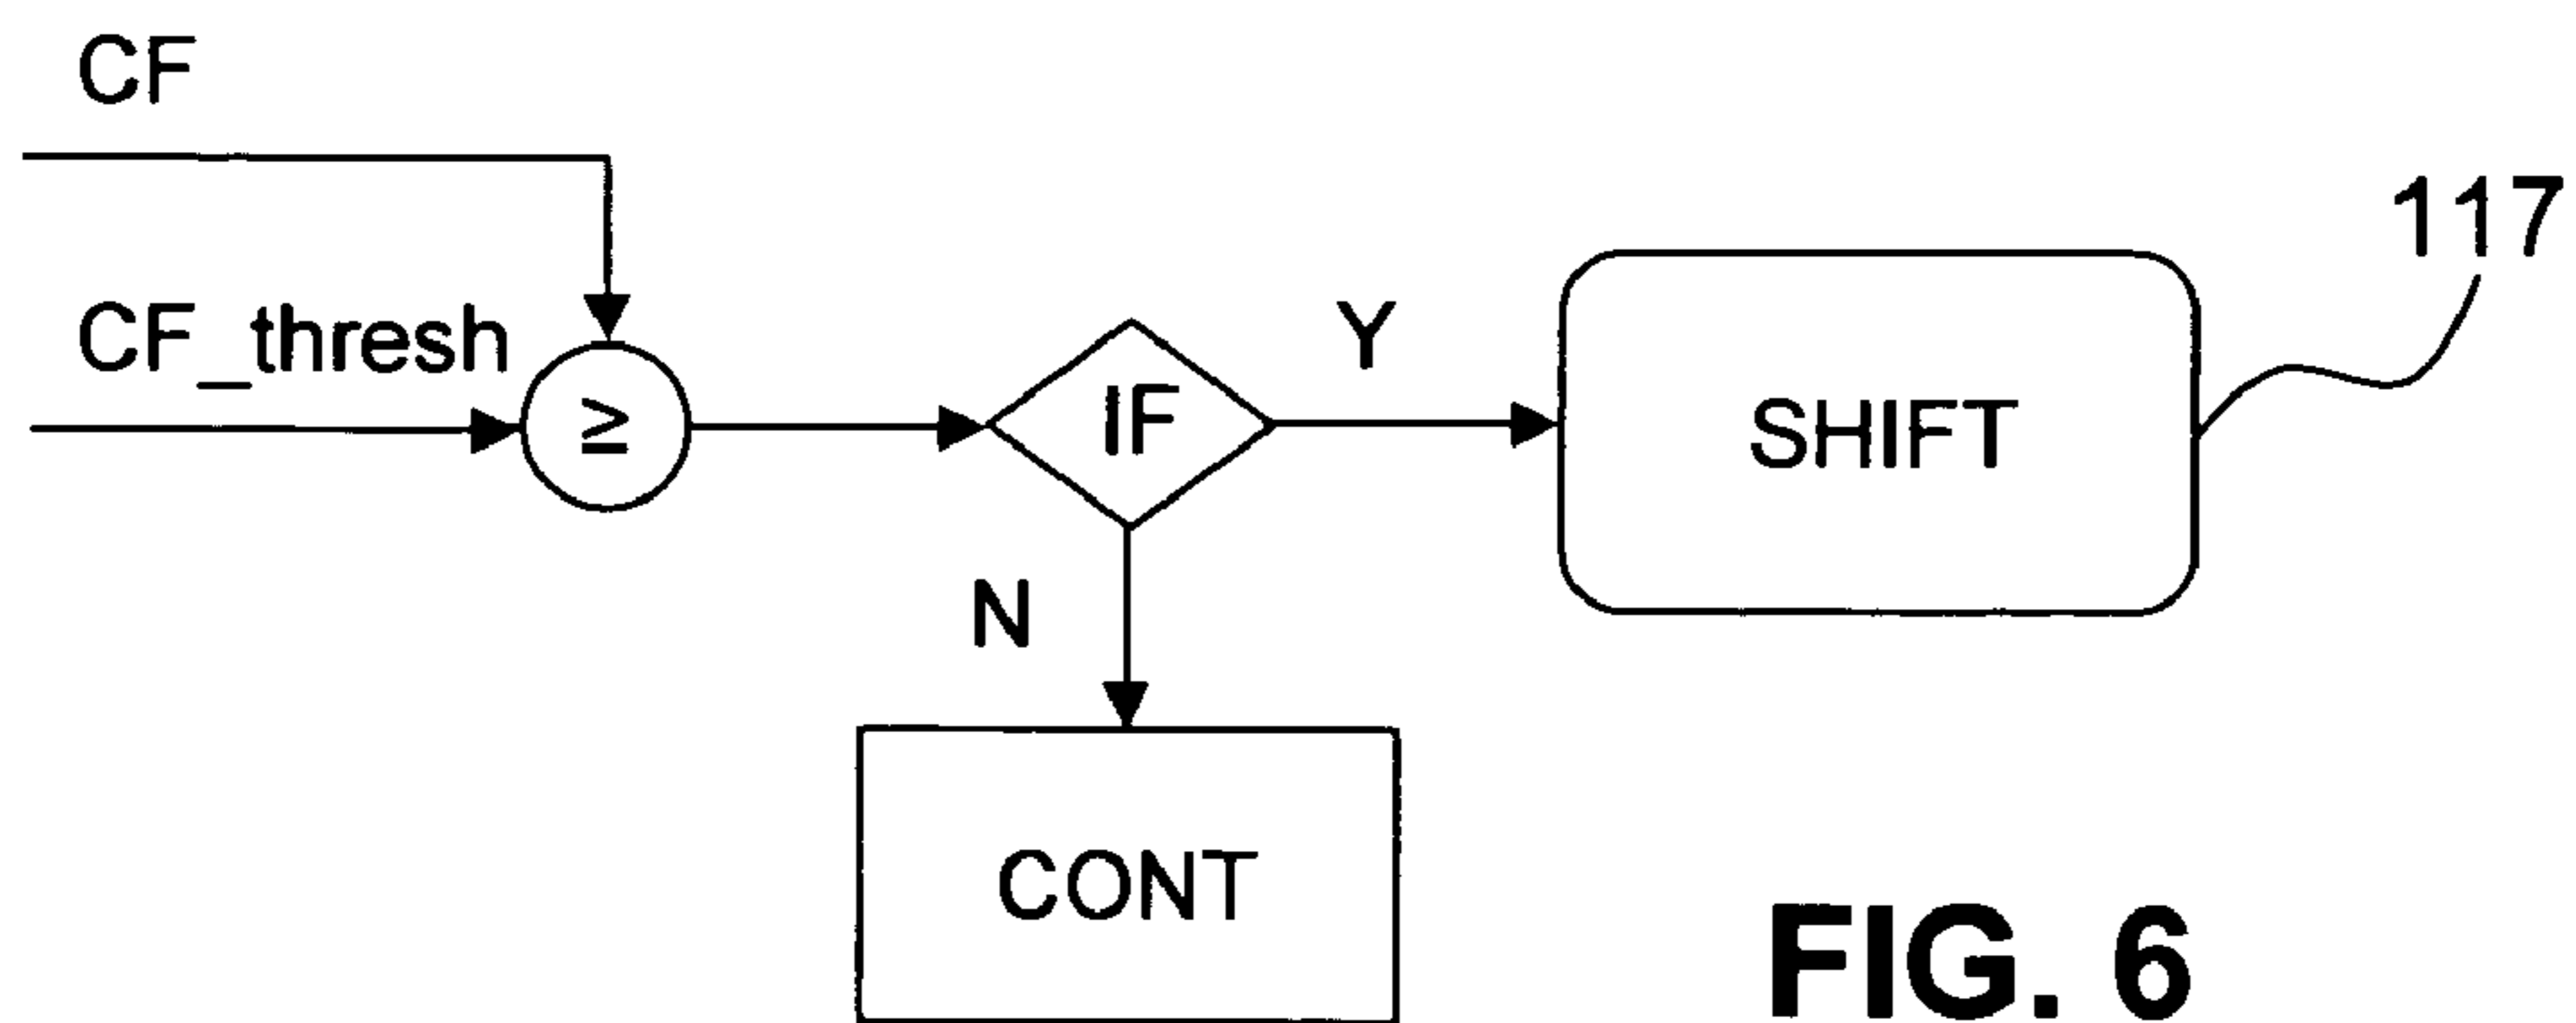 CF
117
CF_thresh
≥
IF
Y
SHIFT
N
CONT
FIG. 6